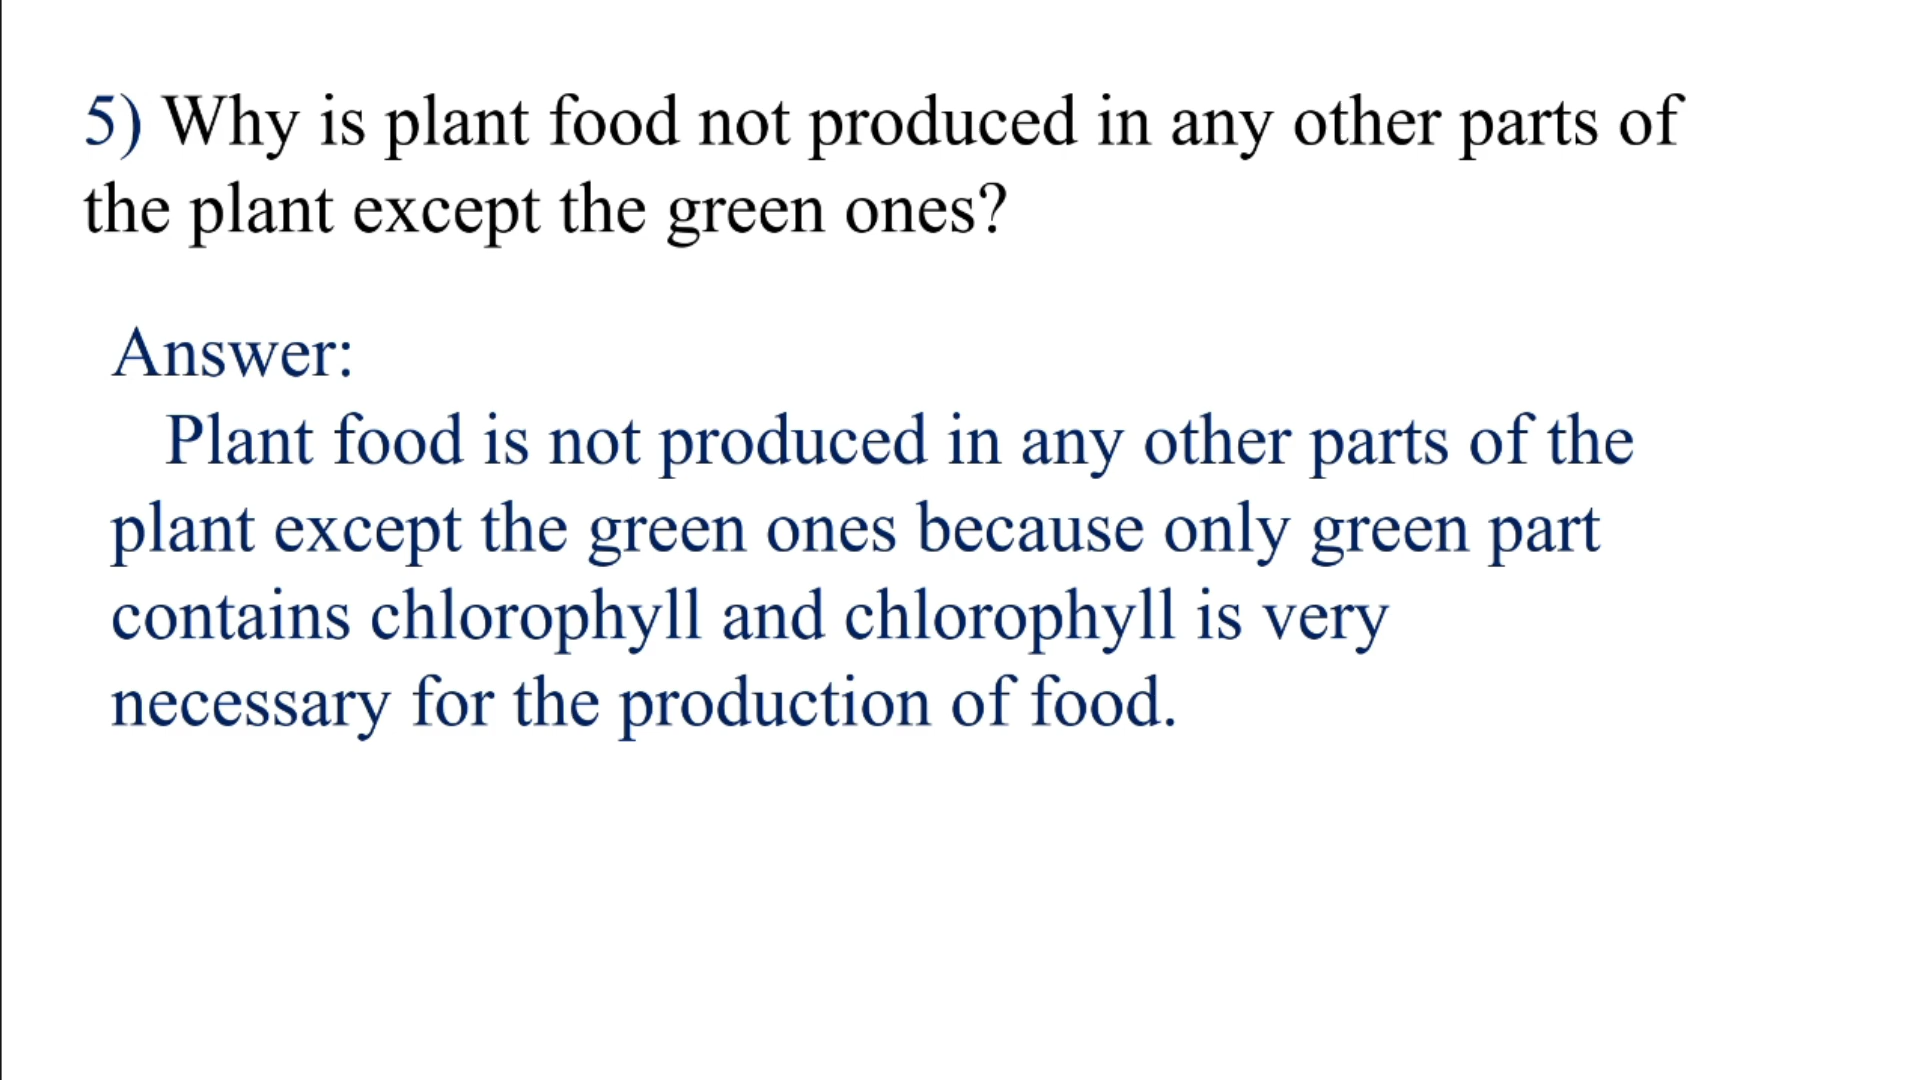 5) Why is plant food not produced in any other parts of
the plant except the green ones?
Answer:
Plant food is not produced in any other parts of the
plant except the green ones because only green part
contains chlorophyll and chlorophyll is very
necessary for the production of food.